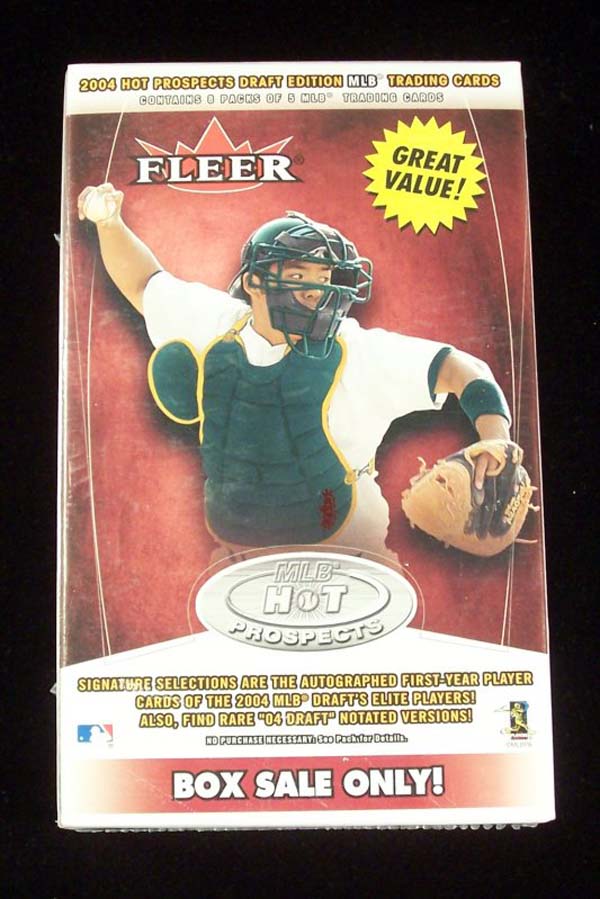 2004 HOT PROSPECTS DRAFT EDITION MLB® TRADING CARDS
CONTAINS 8 PACKS OF 5 MLB® TRADING CARDS
FLEER®
GREAT
VALUE!
MLB®
HOT
PROSPECTS
SIGNATURE SELECTIONS ARE THE AUTOGRAPHED FIRST-YEAR PLAYER
CARDS OF THE 2004 MLB® DRAFT'S ELITE PLAYERS!
ALSO, FIND RARE "04 DRAFT" NOTATED VERSIONS!
NO PURCHASE NECESSARY: See Pack for Details.
BOX SALE ONLY!